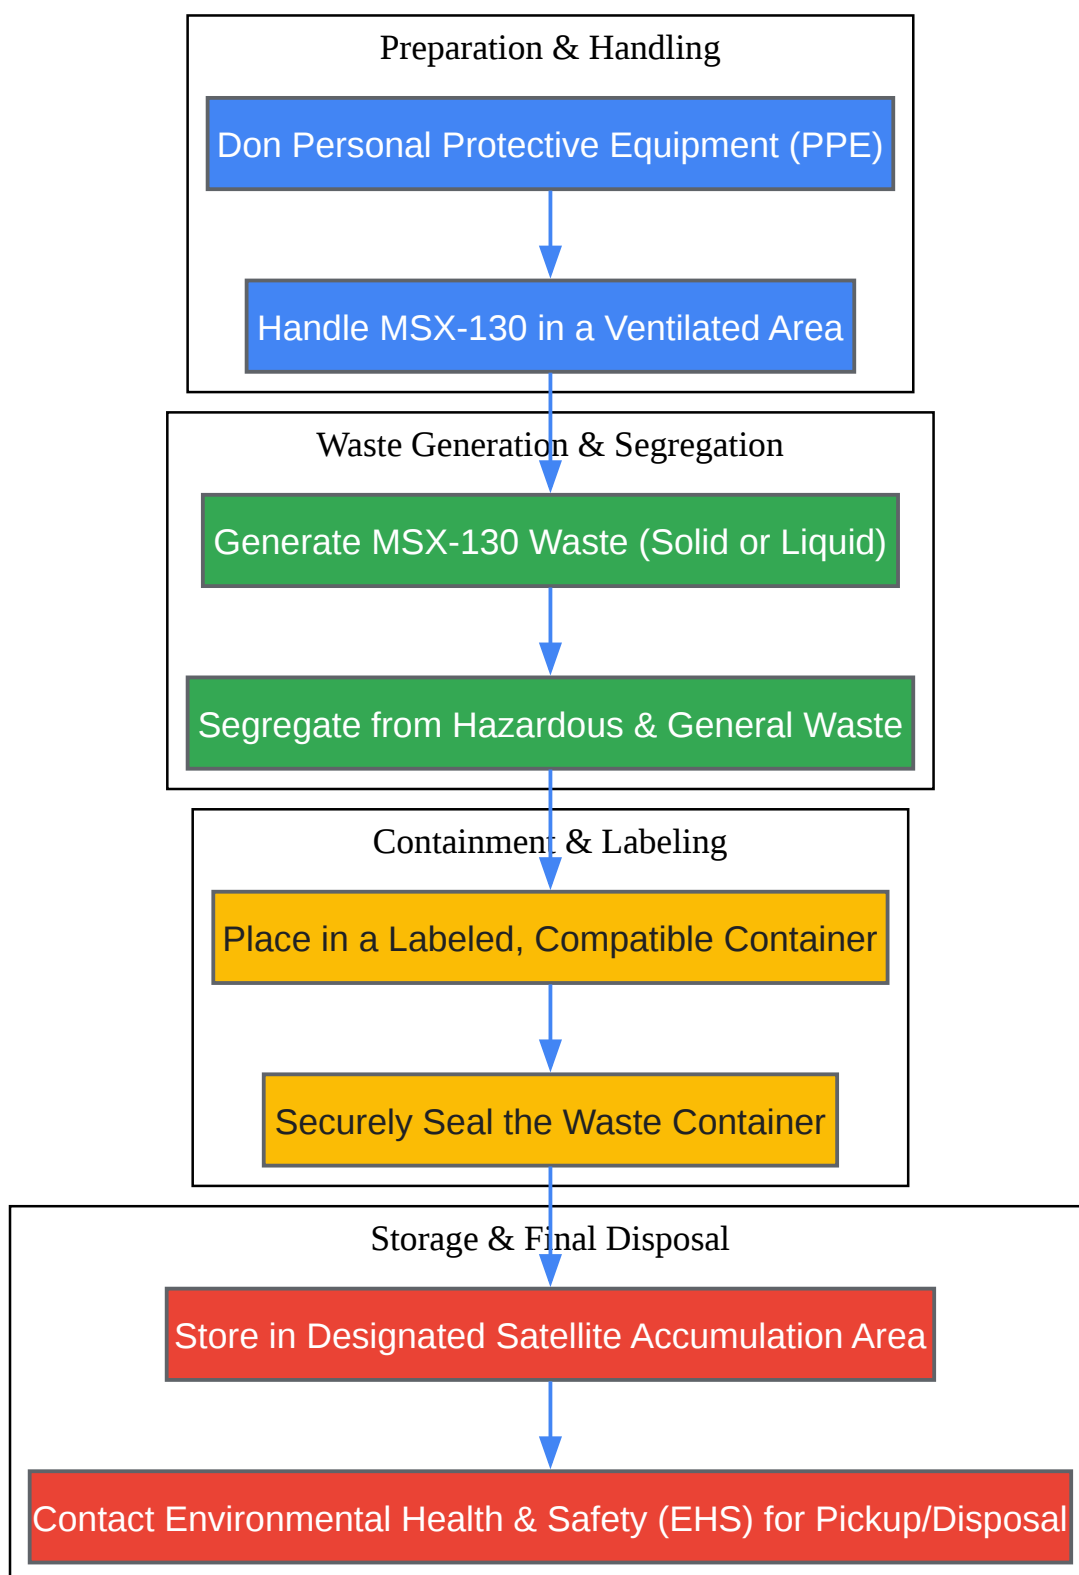 Preparation & Handling
Don Personal Protective Equipment (PPE)
Handle MSX-130 in a Ventilated Area
Waste Generation & Segregation
Generate MSX-130 Waste (Solid or Liquid)
Segregate from Hazardous & General Waste
Containment & Labeling
Place in a Labeled, Compatible Container
Securely Seal the Waste Container
Storage & Final Disposal
Store in Designated Satellite Accumulation Area
Contact Environmental Health & Safety (EHS) for Pickup/Disposal